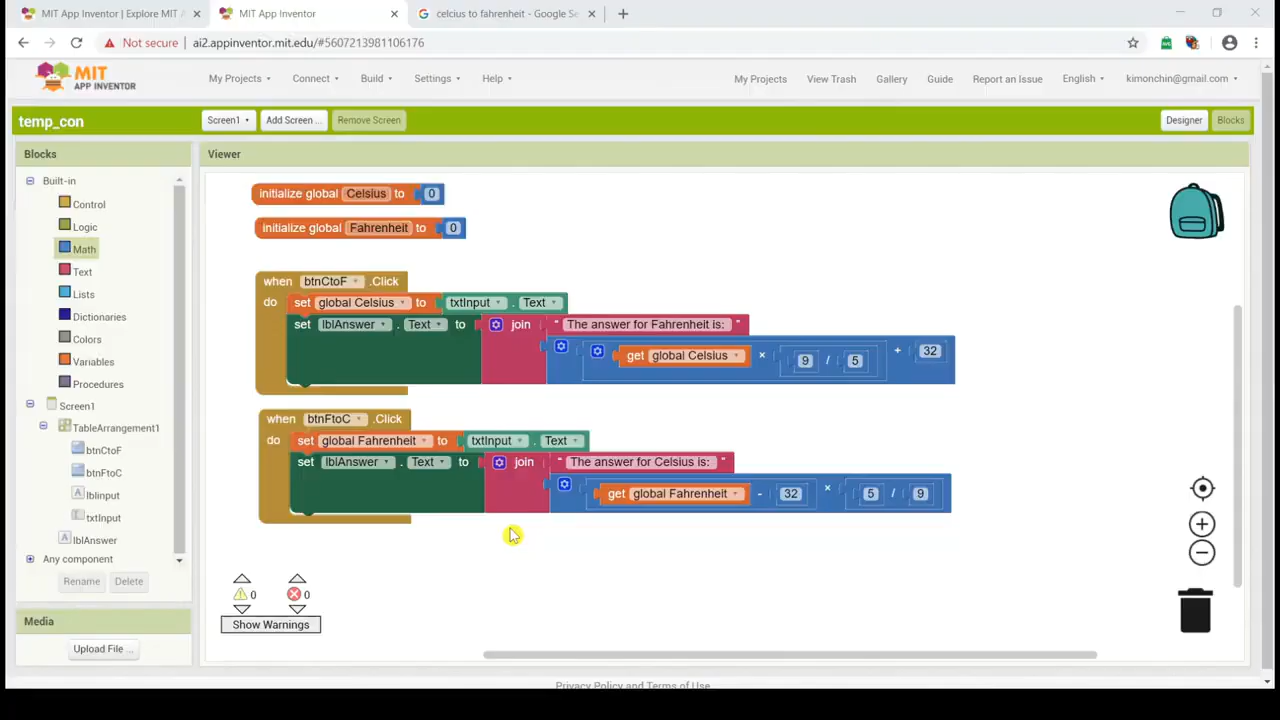 MIT App Inventor | Explore MIT A
MIT App Inventor
celcius to fahrenheit - Google Se
Not secure | ai2.appinventor.mit.edu/#5607213981106176
MIT
APP INVENTOR
My Projects
Connect
Build
Settings
Help
My Projects
View Trash
Gallery
Guide
Report an Issue
English
kimonchin@gmail.com
temp_con
Screen1
Add Screen ...
Remove Screen
Designer
Blocks
Blocks
Viewer
Built-in
Control
Logic
Math
Text
Lists
Dictionaries
Colors
Variables
Procedures
Screen1
TableArrangement1
btnCtoF
btnFtoC
lblinput
txtInput
lblAnswer
Any component
Rename
Delete
Media
Upload File ...
initialize global Celsius to 0
initialize global Fahrenheit to 0
when btnCtoF .Click
do set global Celsius to txtInput . Text
set lblAnswer . Text to join " The answer for Fahrenheit is: "
get global Celsius × 9 / 5 + 32
when btnFtoC .Click
do set global Fahrenheit to txtInput . Text
set lblAnswer . Text to join " The answer for Celsius is: "
get global Fahrenheit - 32 × 5 / 9
0
0
Show Warnings
Privacy Policy and Terms of Use